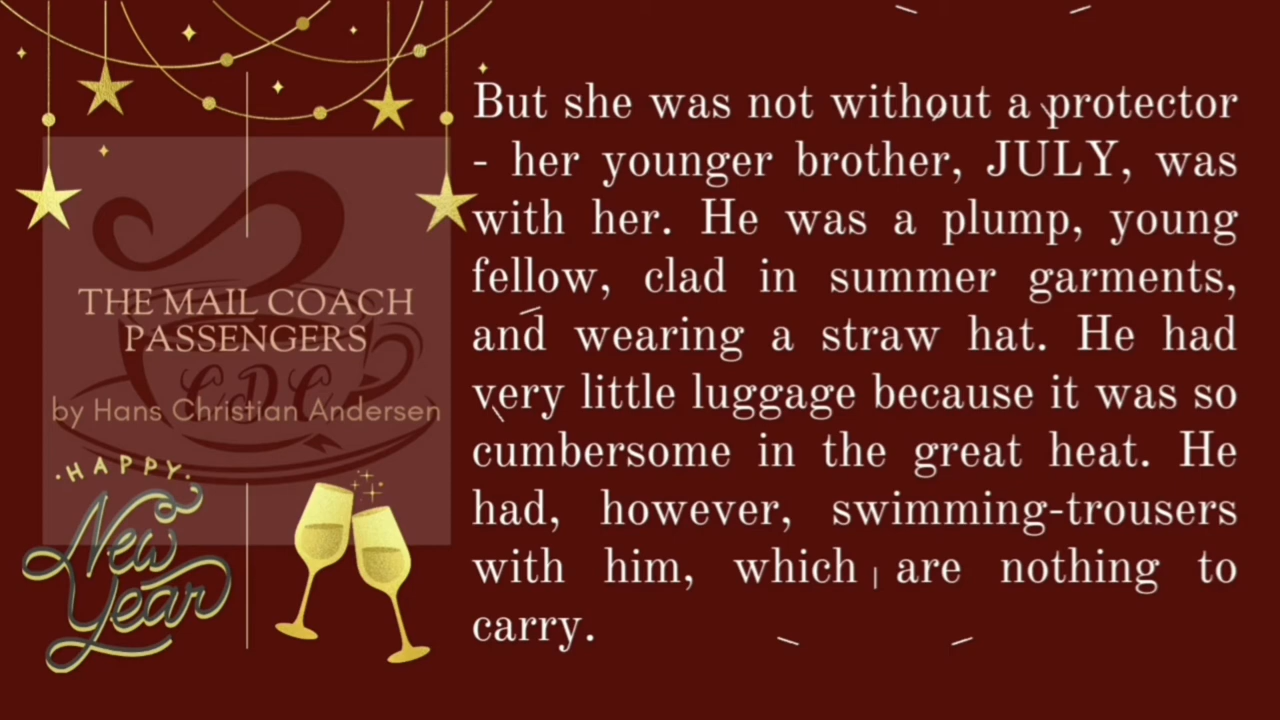 THE MAIL COACH
PASSENGERS
CDC
by Hans Christian Andersen
HAPPY
New
Year
But she was not without a protector
- her younger brother, JULY, was
with her. He was a plump, young
fellow, clad in summer garments,
and wearing a straw hat. He had
very little luggage because it was so
cumbersome in the great heat. He
had, however, swimming-trousers
with him, which are nothing to
carry.